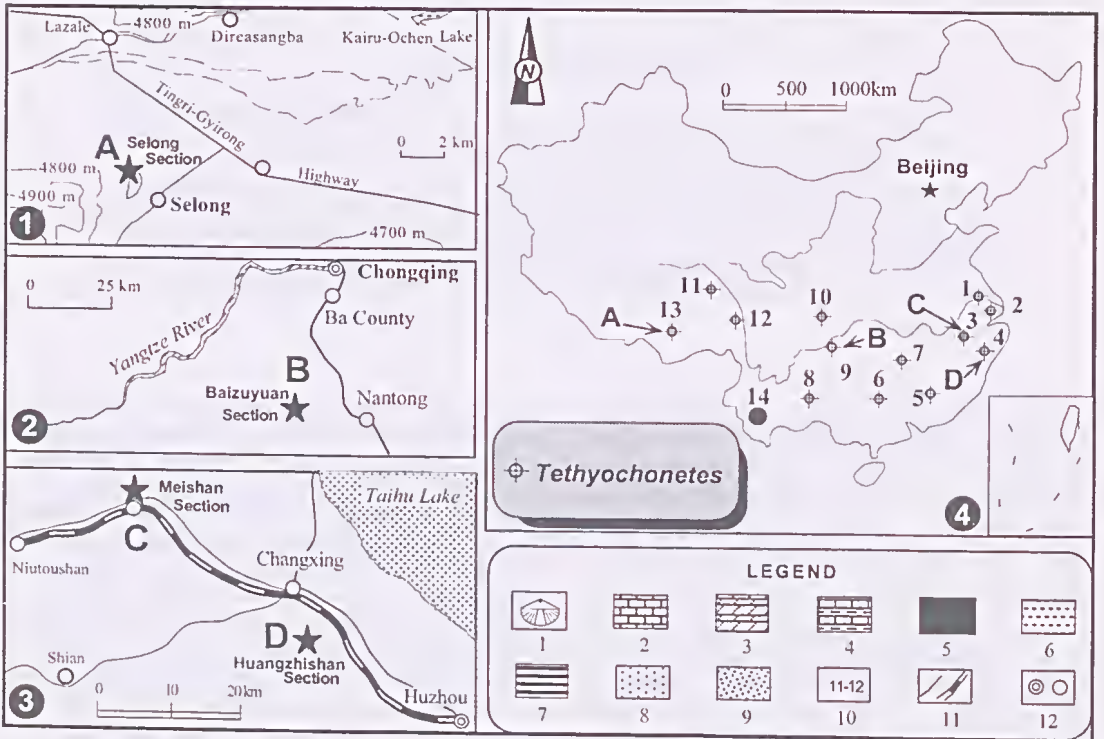 Lazale
4800 m
Direasangba
Kairu-Ochen Lake
Tingri-Gyirong
Highway
0 2 km
A
Selong
Section
4800 m
4900 m
Selong
4700 m
1
0 25 km
Chongqing
Ba County
Yangtze River
B
Baizuyuan
Section
Nantong
2
Meishan
Section
Taihu Lake
C
Niutoushan
Changxing
D
Huangzhishan
Section
Shian
Huzhou
0 10 20km
3
N
0 500 1000km
Beijing
1
2
C
3
4
D
11
10
12
A
13
B
9
7
8
6
5
14
Tethyochonetes
4
LEGEND
1 2 3 4 5 6
11-12
7 8 9 10 11 12